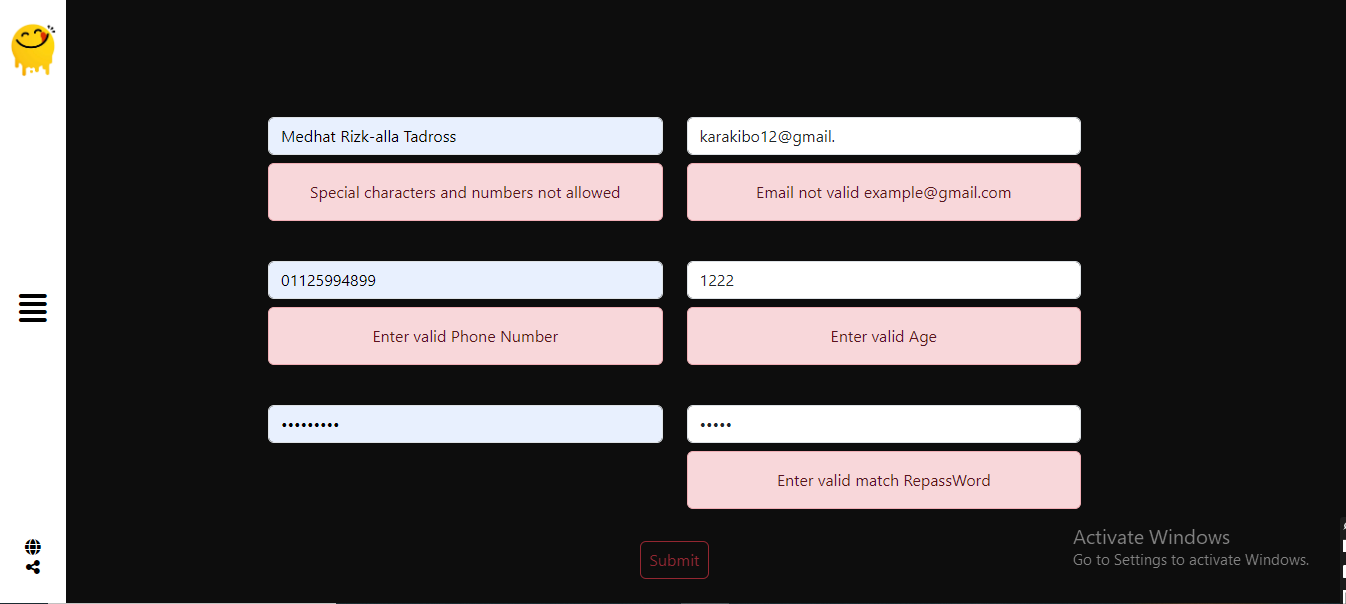 Medhat Rizk-alla Tadross
karakibo12@gmail.
Special characters and numbers not allowed
Email not valid example@gmail.com
01125994899
1222
Enter valid Phone Number
Enter valid Age
•••••••••
•••••
Enter valid match RepassWord
Submit
Activate Windows
Go to Settings to activate Windows.